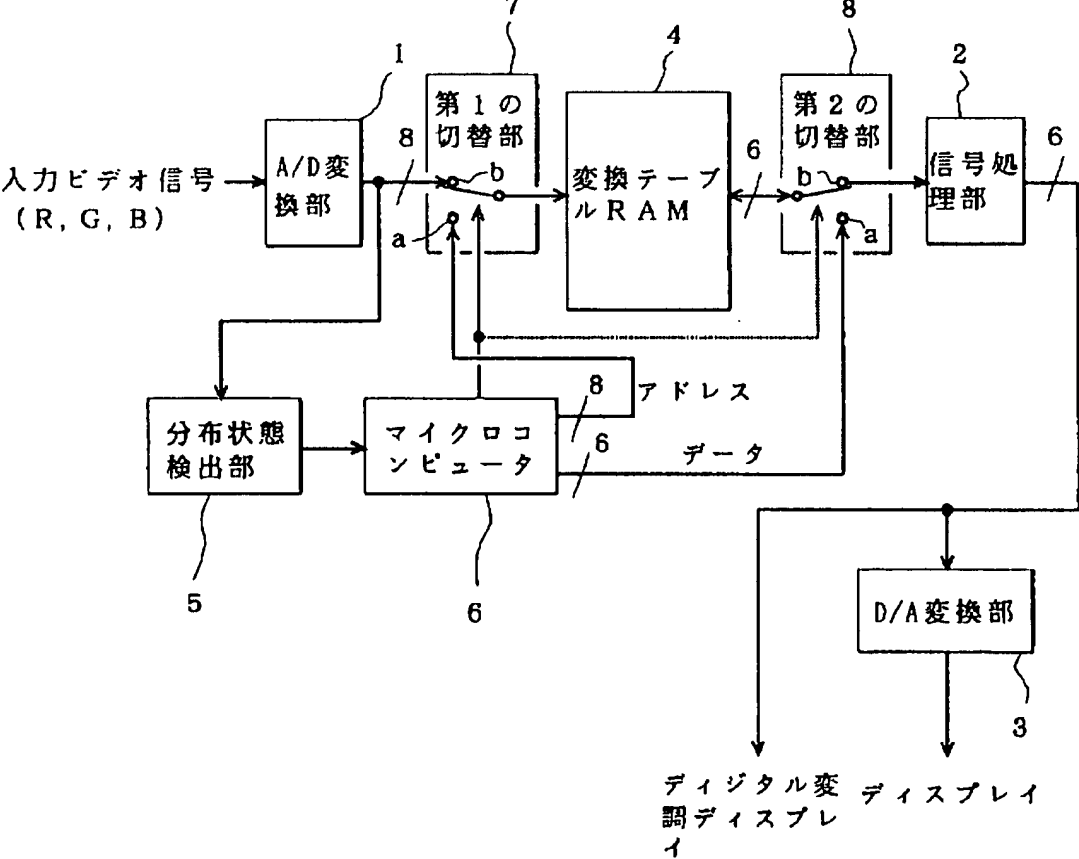 7
8
4
1
2
第1の
切替部
第2の
切替部
8
6
6
A/D変
換部
b
変換テーブ
ルRAM
b
信号処
理部
入力ビデオ信号
(R, G, B)
a
a
8
アドレス
分布状態
検出部
マイクロコ
ンピュータ
6
データ
5
6
D/A変換部
3
ディジタル変
調ディスプレ
イ
ディスプレイ